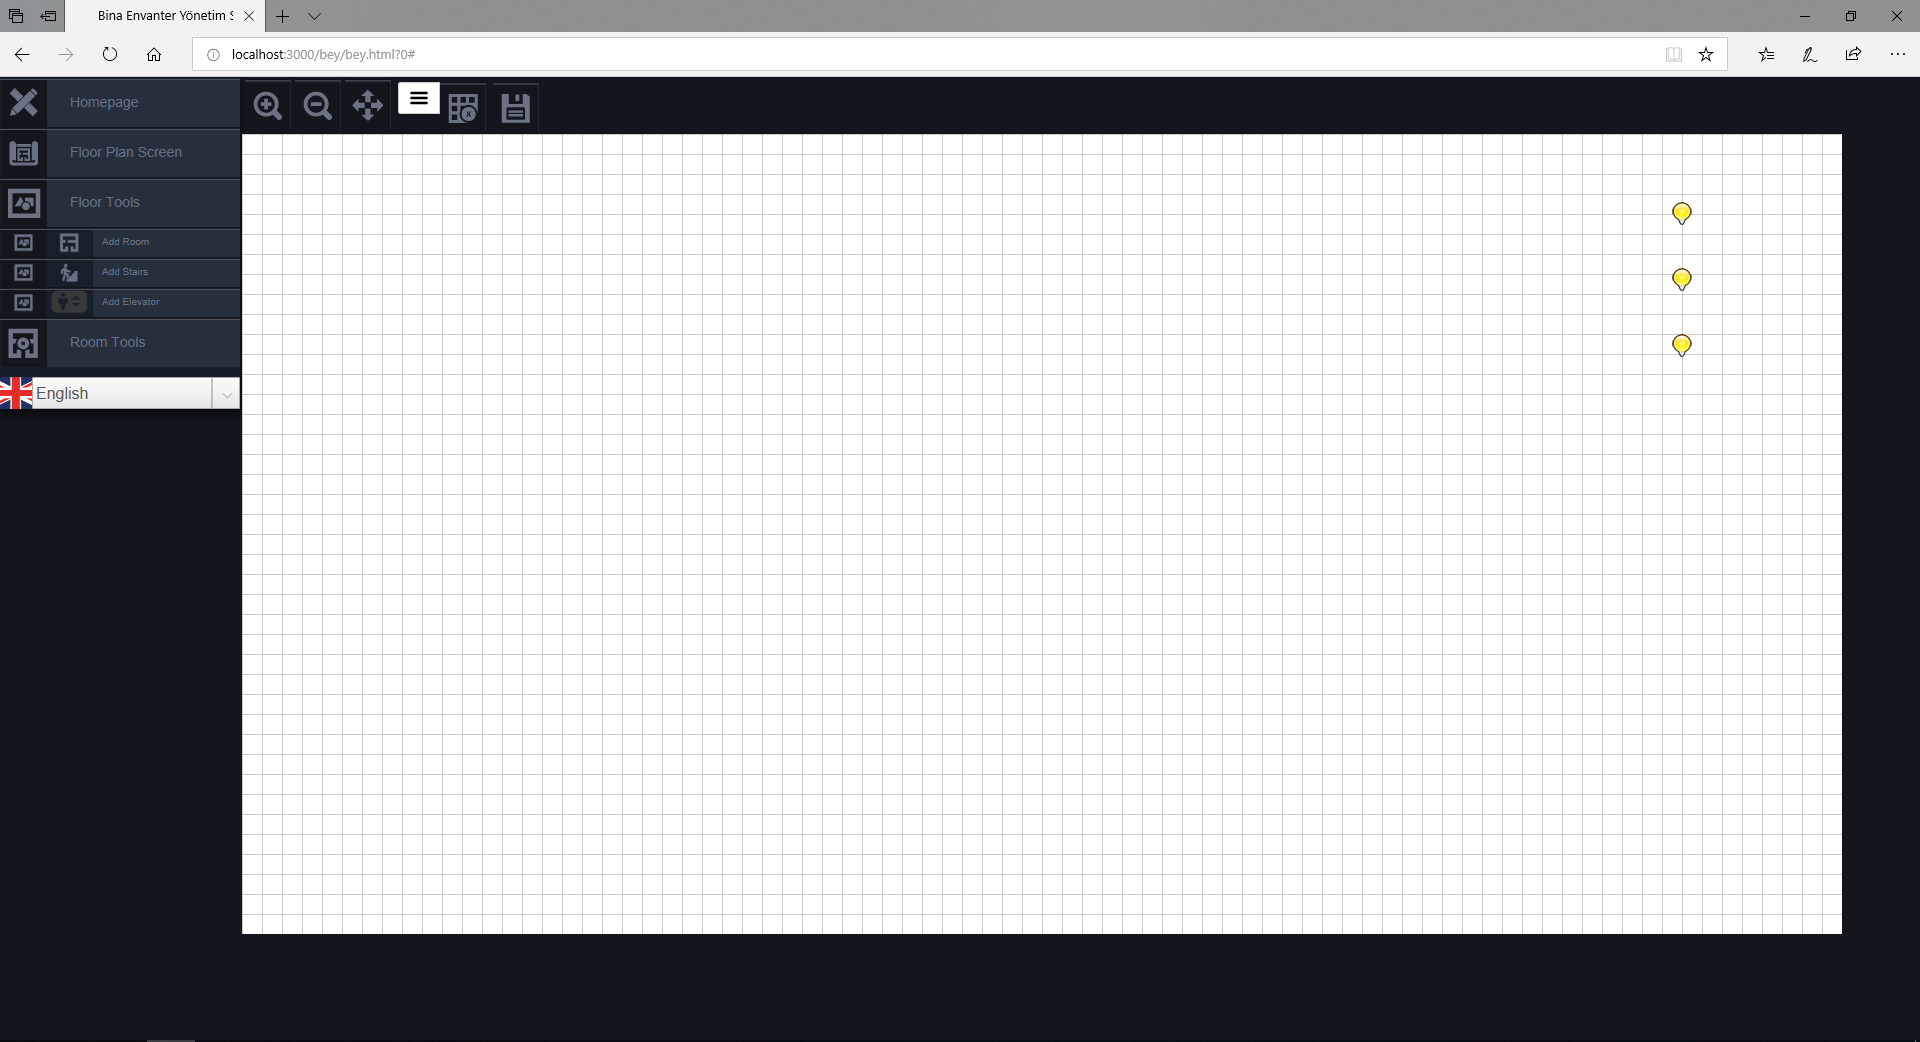 Bina Envanter Yönetim S
localhost:3000/bey/bey.html?0#
Homepage
Floor Plan Screen
Floor Tools
Add Room
Add Stairs
Add Elevator
Room Tools
English